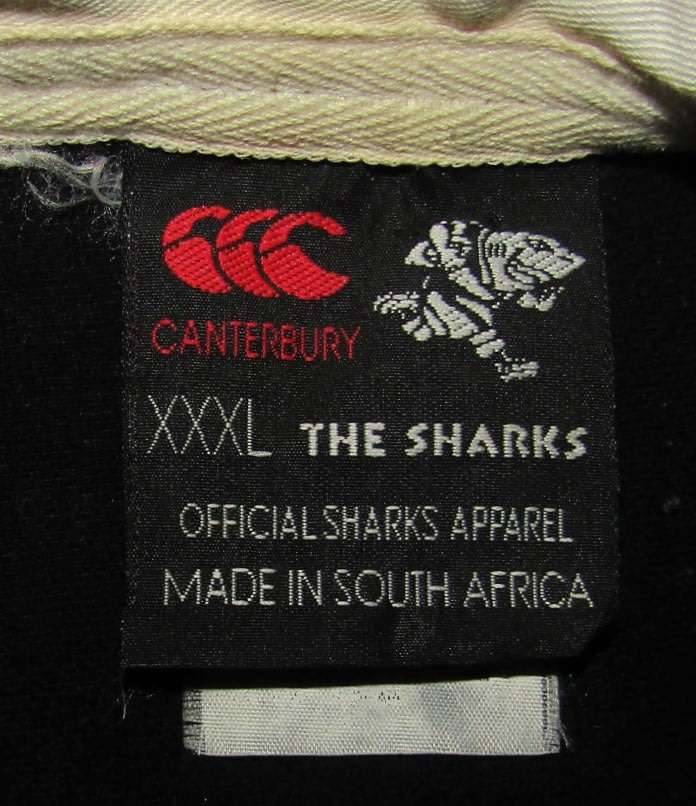 CANTERBURY
XXXL THE SHARKS
OFFICIAL SHARKS APPAREL
MADE IN SOUTH AFRICA